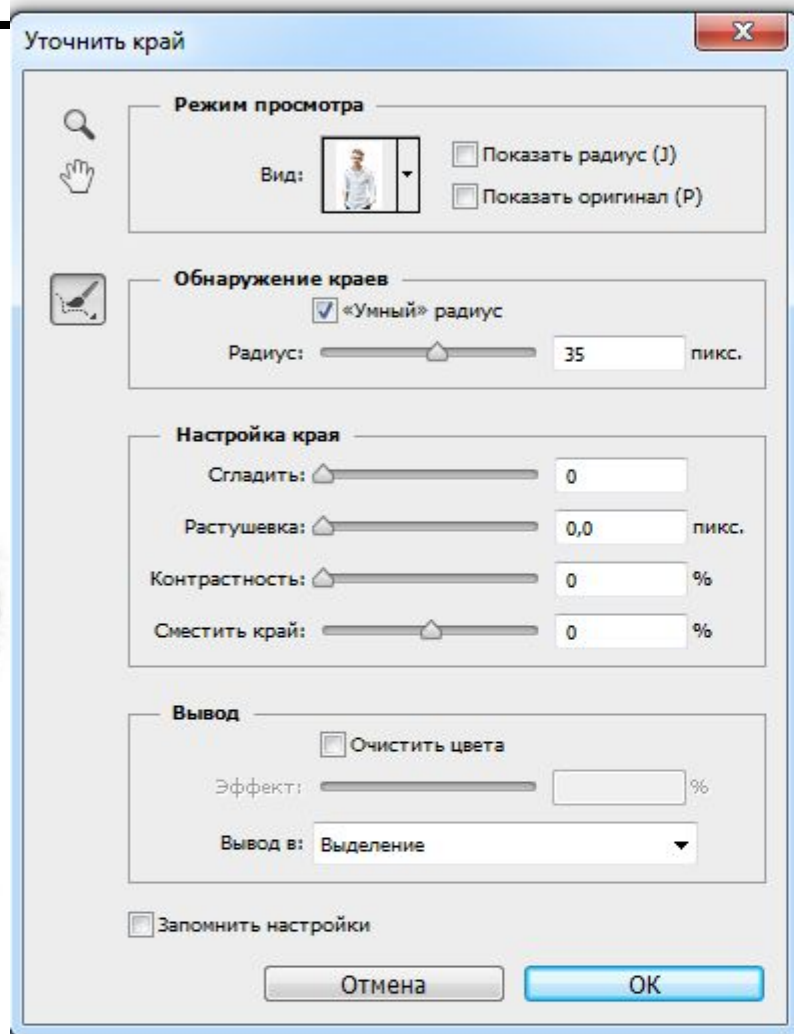 Уточнить край
Режим просмотра
Вид:
Показать радиус (J)
Показать оригинал (P)
Обнаружение краев
«Умный» радиус
Радиус: 35 пикс.
Настройка края
Сгладить: 0
Растушевка: 0,0 пикс.
Контрастность: 0 %
Сместить край: 0 %
Вывод
Очистить цвета
Эффект: %
Вывод в: Выделение
Запомнить настройки
Отмена OK